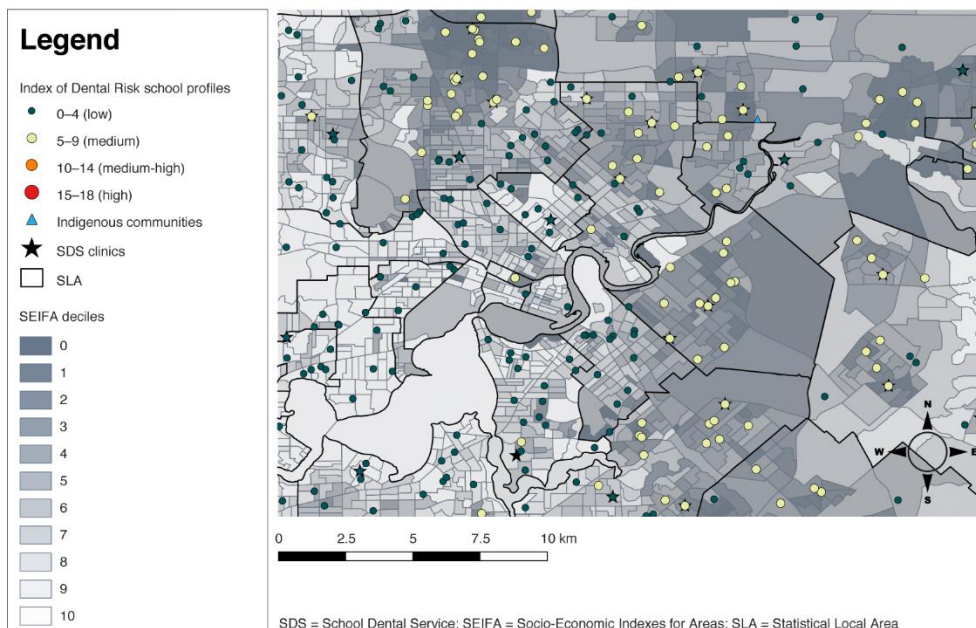 Legend
Index of Dental Risk school profiles
0–4 (low)
5–9 (medium)
10–14 (medium-high)
15–18 (high)
Indigenous communities
SDS clinics
SLA
SEIFA deciles
0
1
2
3
4
5
6
7
8
9
10
N
W E
S
0 2.5 5 7.5 10 km
SDS = School Dental Service; SEIFA = Socio-Economic Indexes for Areas; SLA = Statistical Local Area